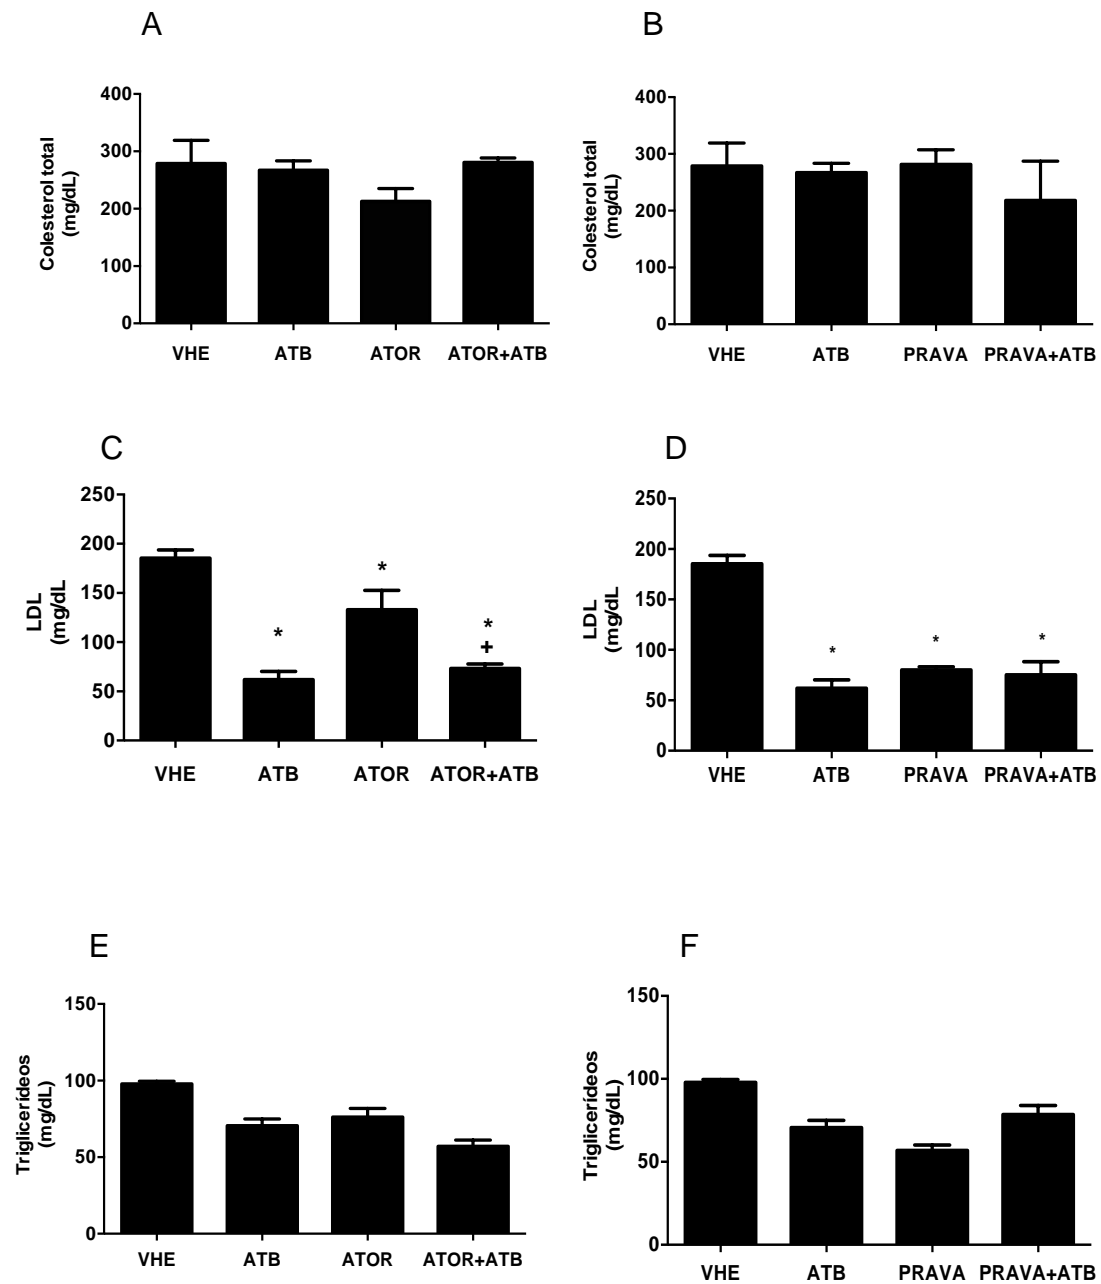 A
Colesterol total
(mg/dL)
400
300
200
100
0
VHE ATB ATOR ATOR+ATB
B
Colesterol total
(mg/dL)
400
300
200
100
0
VHE ATB PRAVA PRAVA+ATB
C
LDL
(mg/dL
250
200
150
100
50
0
*
*
*
+
VHE ATB ATOR ATOR+ATB
D
LDL
(mg/dL
250
200
150
100
50
0
* * *
VHE ATB PRAVA PRAVA+ATB
E
Triglicerídeos
(mg/dL)
150
100
50
0
VHE ATB ATOR ATOR+ATB
F
Triglicerídeos
(mg/dL)
150
100
50
0
VHE ATB PRAVA PRAVA+ATB